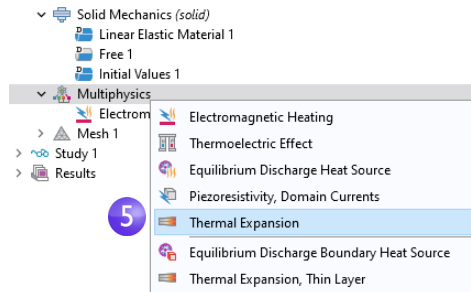 Solid Mechanics (solid)
Linear Elastic Material 1
Free 1
Initial Values 1
Multiphysics
Electrom
Mesh 1
Study 1
Results
Electromagnetic Heating
Thermoelectric Effect
Equilibrium Discharge Heat Source
Piezoresistivity, Domain Currents
5
Thermal Expansion
Equilibrium Discharge Boundary Heat Source
Thermal Expansion, Thin Layer